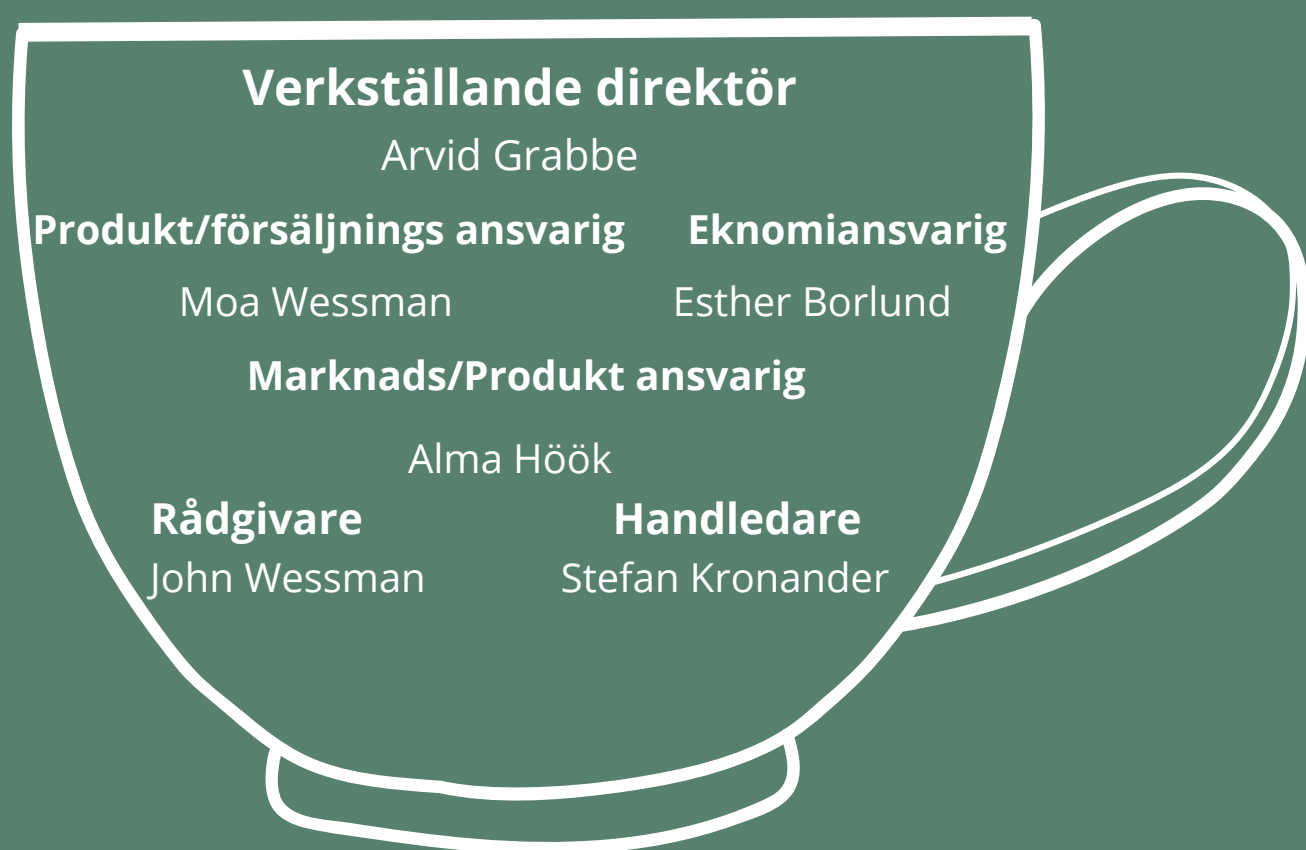 Verkställande direktör
Arvid Grabbe
Produkt/försäljnings ansvarig Eknomiansvarig
Moa Wessman Esther Borlund
Marknads/Produkt ansvarig
Alma Höök
Rådgivare Handledare
John Wessman Stefan Kronander